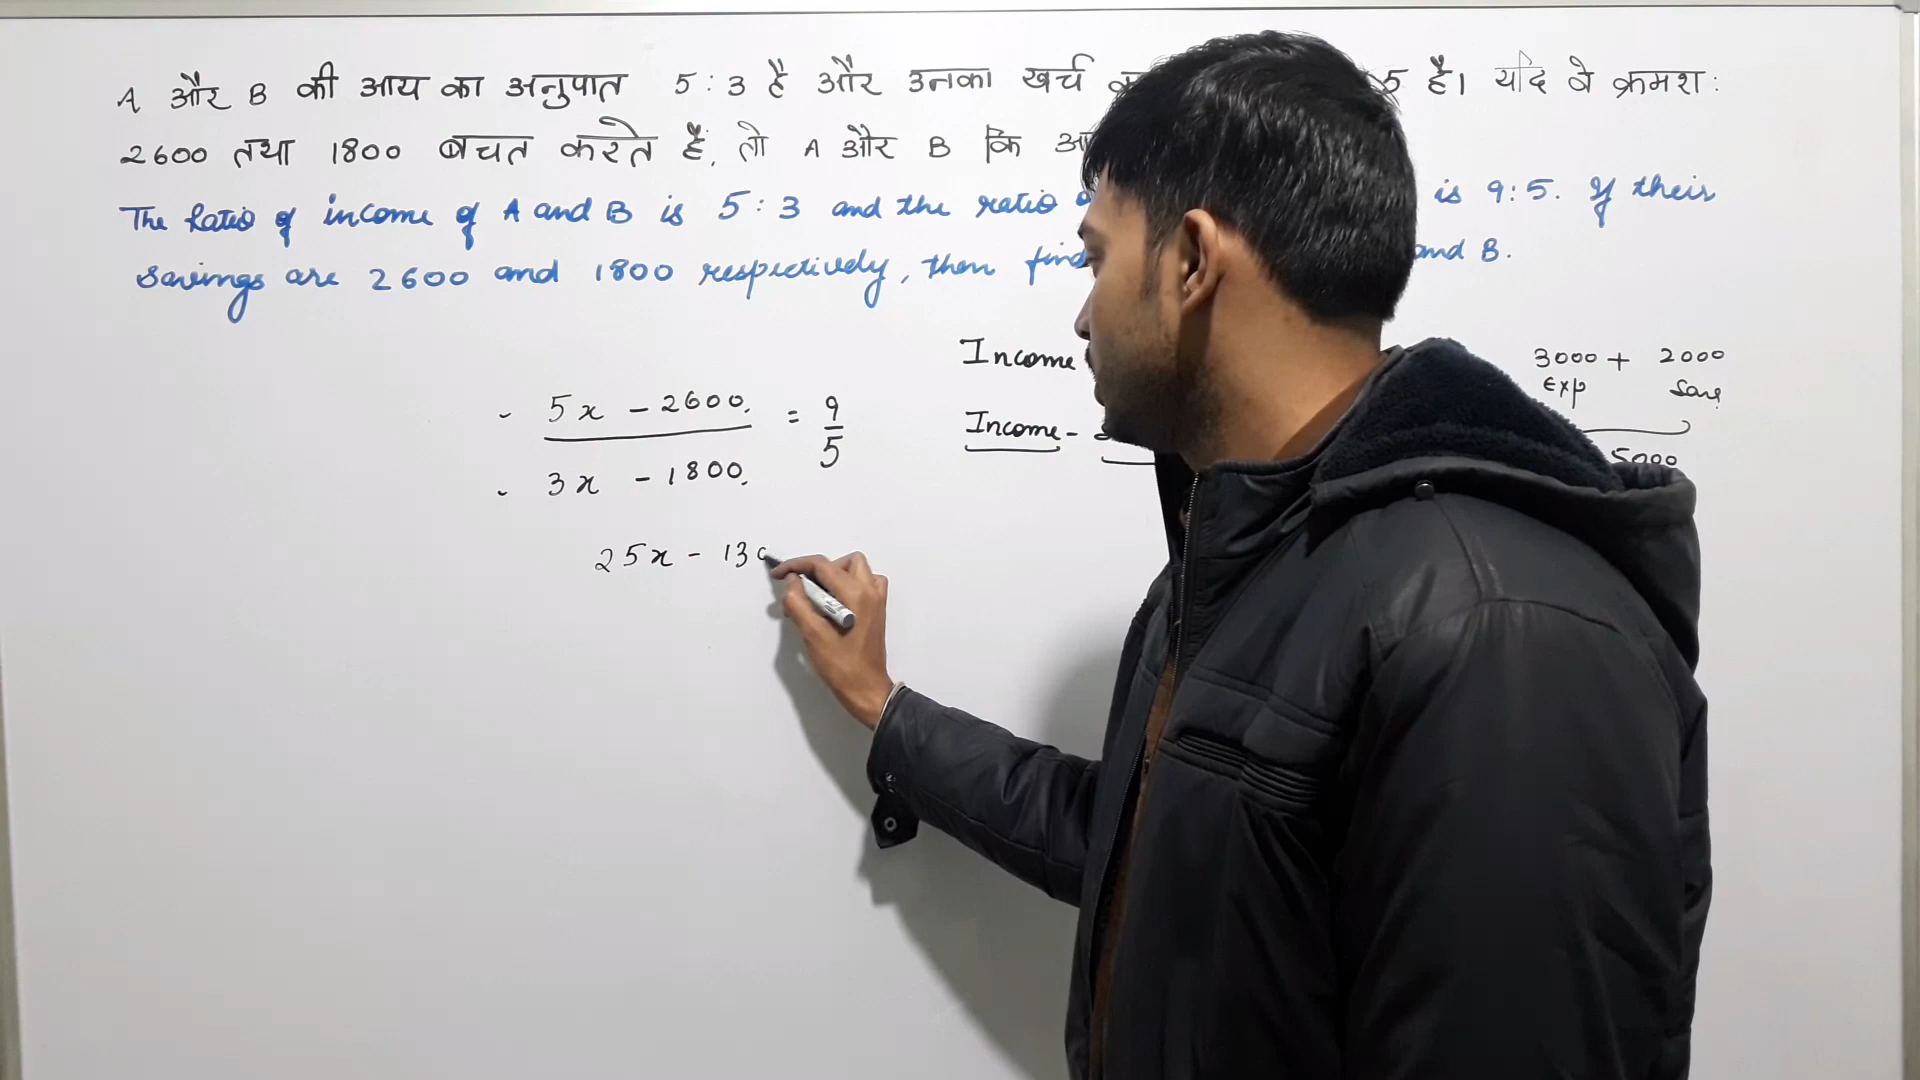 A और B की आय का अनुपात 5 : 3 है और उनका खर्च 5 है। यदि वे क्रमश :
2600 तथा 1800 बचत करते हैं, तो A और B कि
The Ratio of income of A and B is 5 : 3 and the ratio is 9 : 5. If their
savings are 2600 and 1800 respectively, then find and B.
Income 3000 + 2000
Exp Save
5x - 2600 = 9/5
3x - 1800
Income - 5000
25x - 13